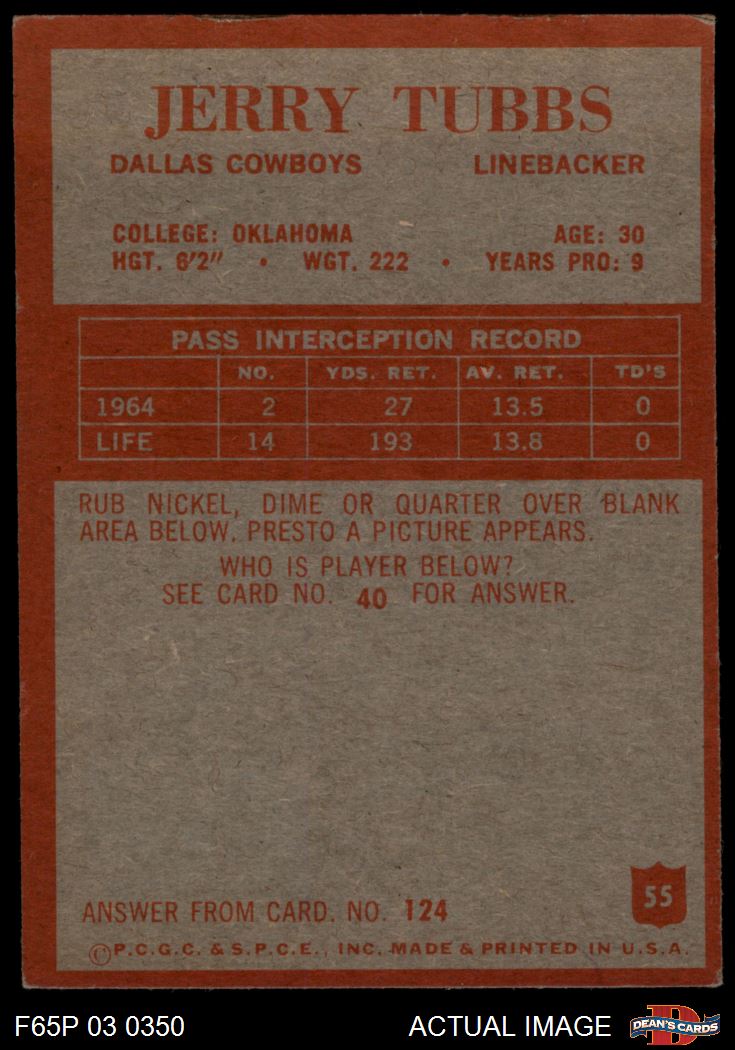 JERRY TUBBS
DALLAS COWBOYS LINEBACKER
COLLEGE: OKLAHOMA AGE: 30
HGT. 6'2" • WGT. 222 • YEARS PRO: 9
PASS INTERCEPTION RECORD
NO. YDS. RET. AV. RET. TD'S
1964 2 27 13.5 0
LIFE 14 193 13.8 0
RUB NICKEL, DIME OR QUARTER OVER BLANK
AREA BELOW. PRESTO A PICTURE APPEARS.
WHO IS PLAYER BELOW?
SEE CARD NO. 40 FOR ANSWER.
55
ANSWER FROM CARD. NO. 124
©P.C.G.C. & S.P.C.E., INC. MADE & PRINTED IN U.S.A.
F65P 03 0350 ACTUAL IMAGE D DEAN'S CARDS